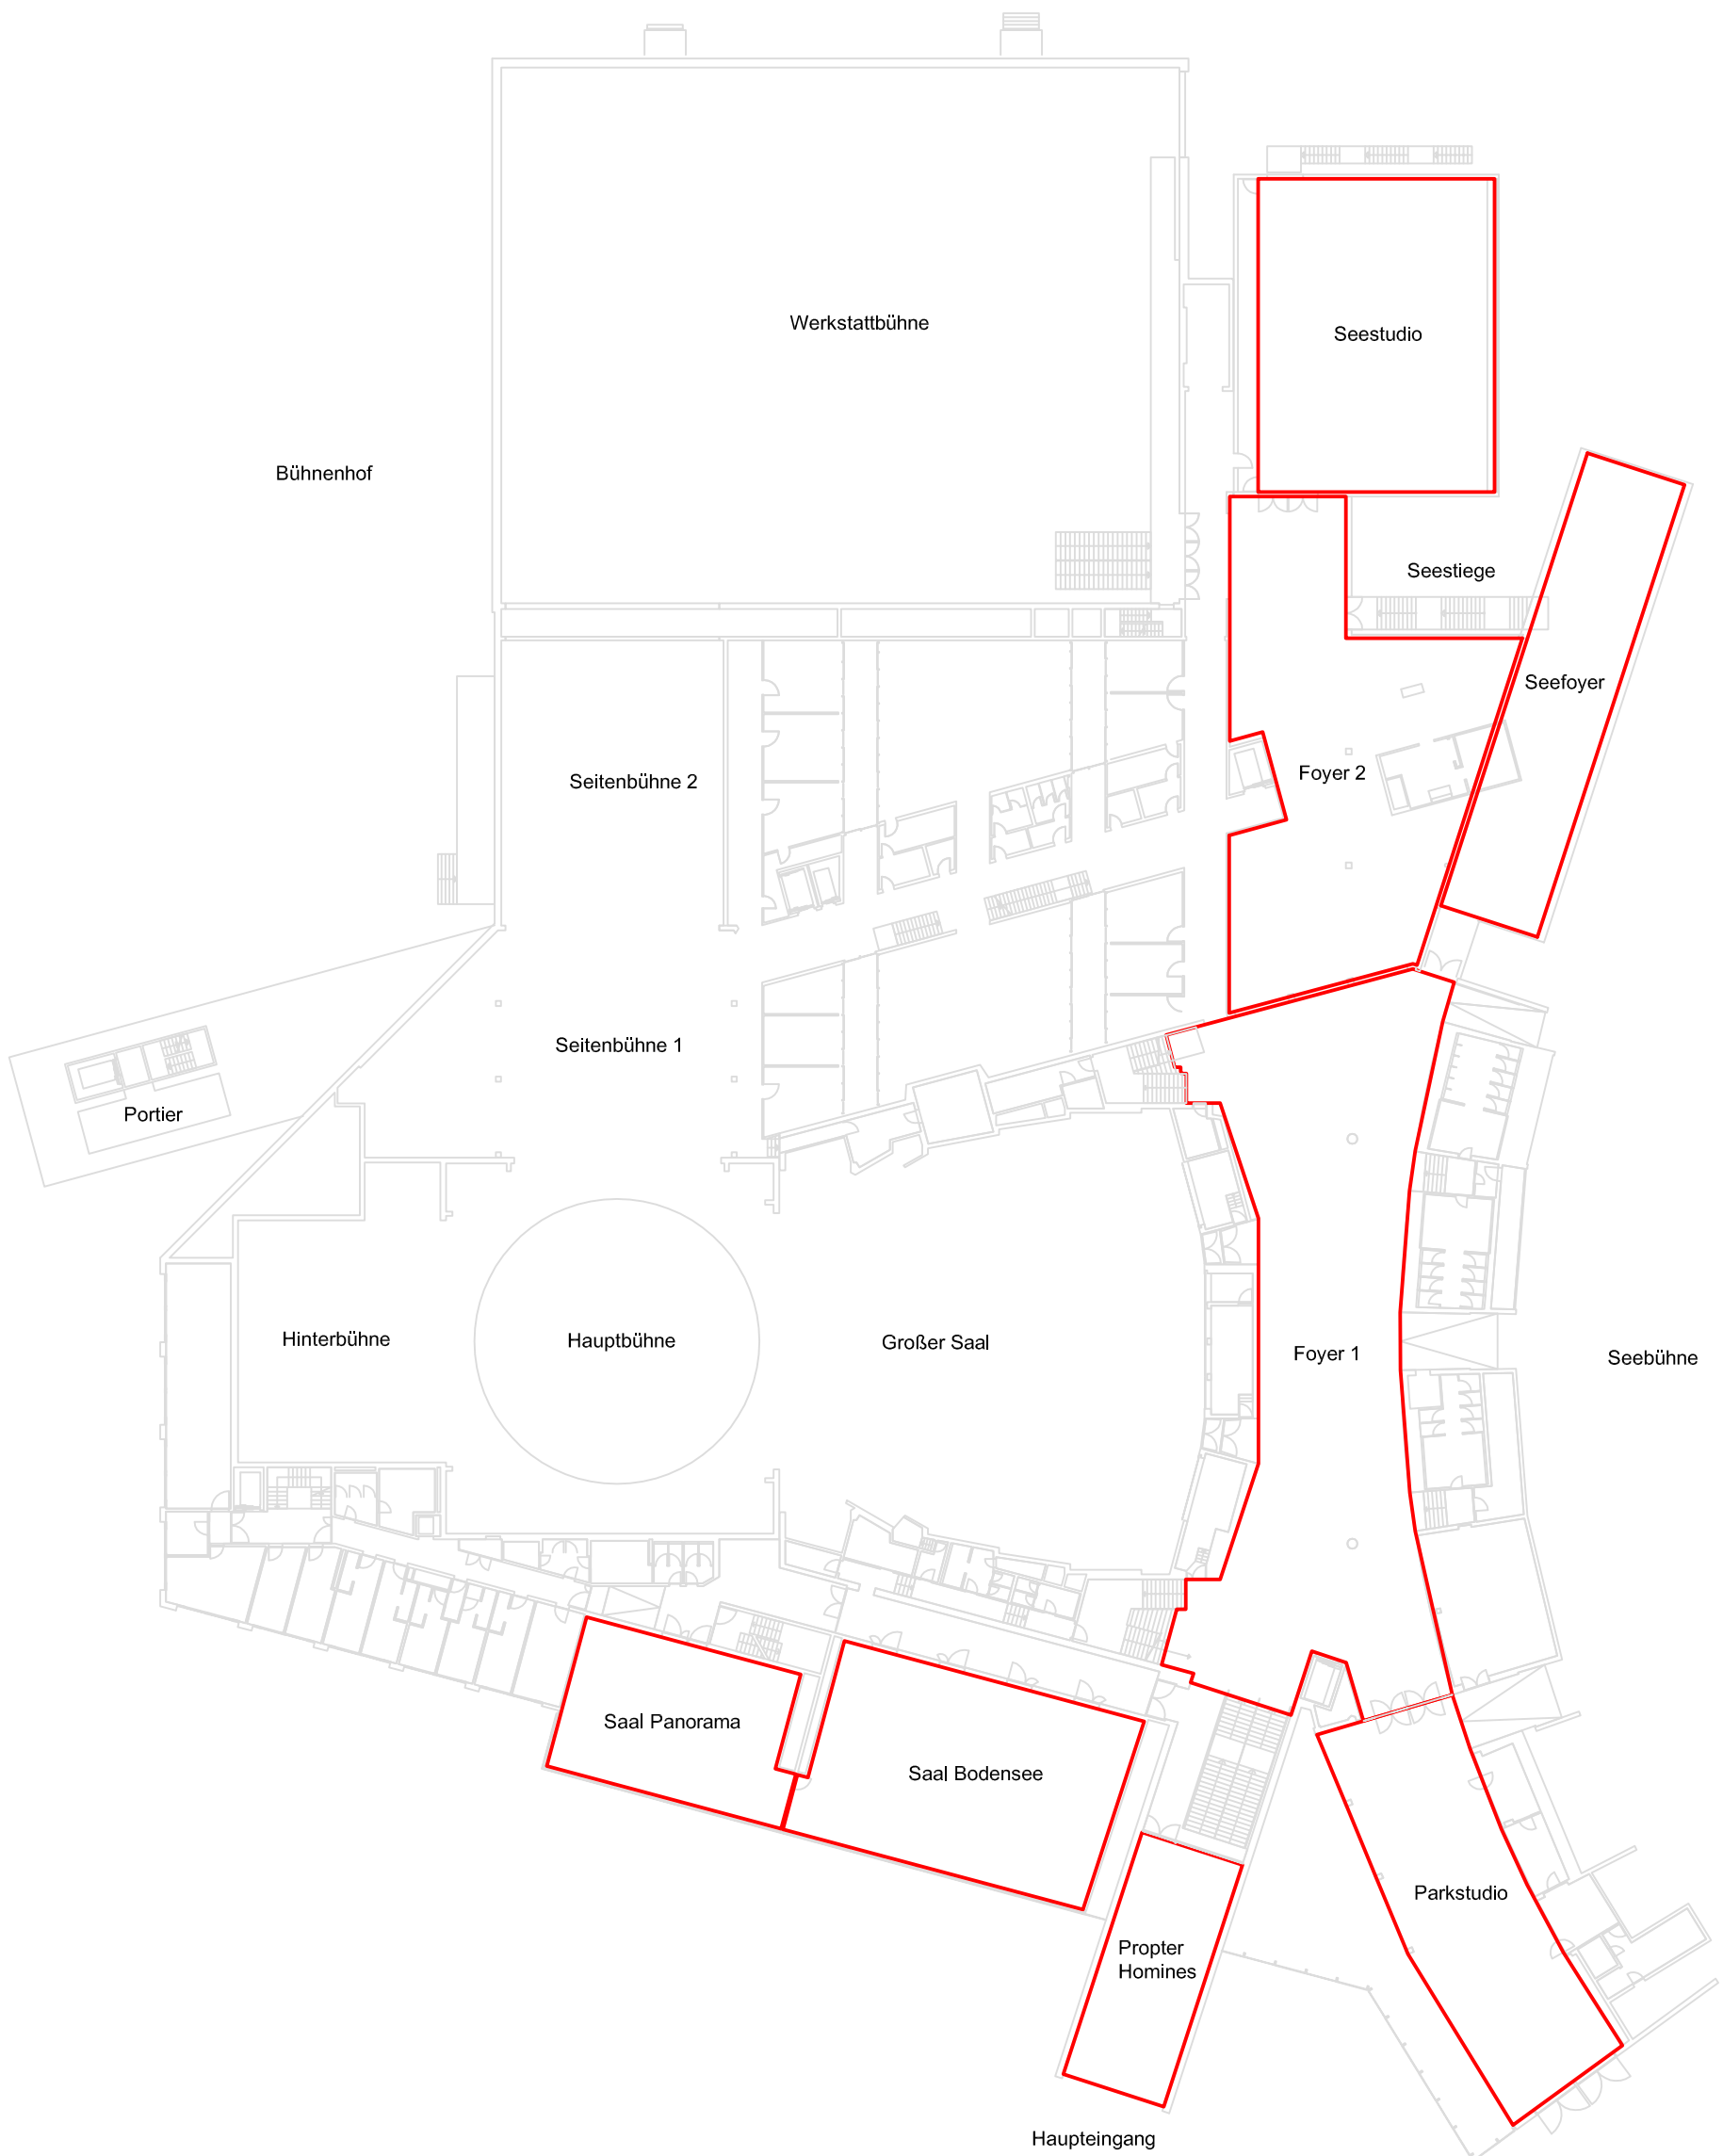 Werkstattbühne
Seestudio
Bühnenhof
Seestiege
Seefoyer
Foyer 2
Seitenbühne 2
Seitenbühne 1
Portier
Hinterbühne
Hauptbühne
Großer Saal
Foyer 1
Seebühne
Saal Panorama
Saal Bodensee
Parkstudio
Propter
Homines
Haupteingang